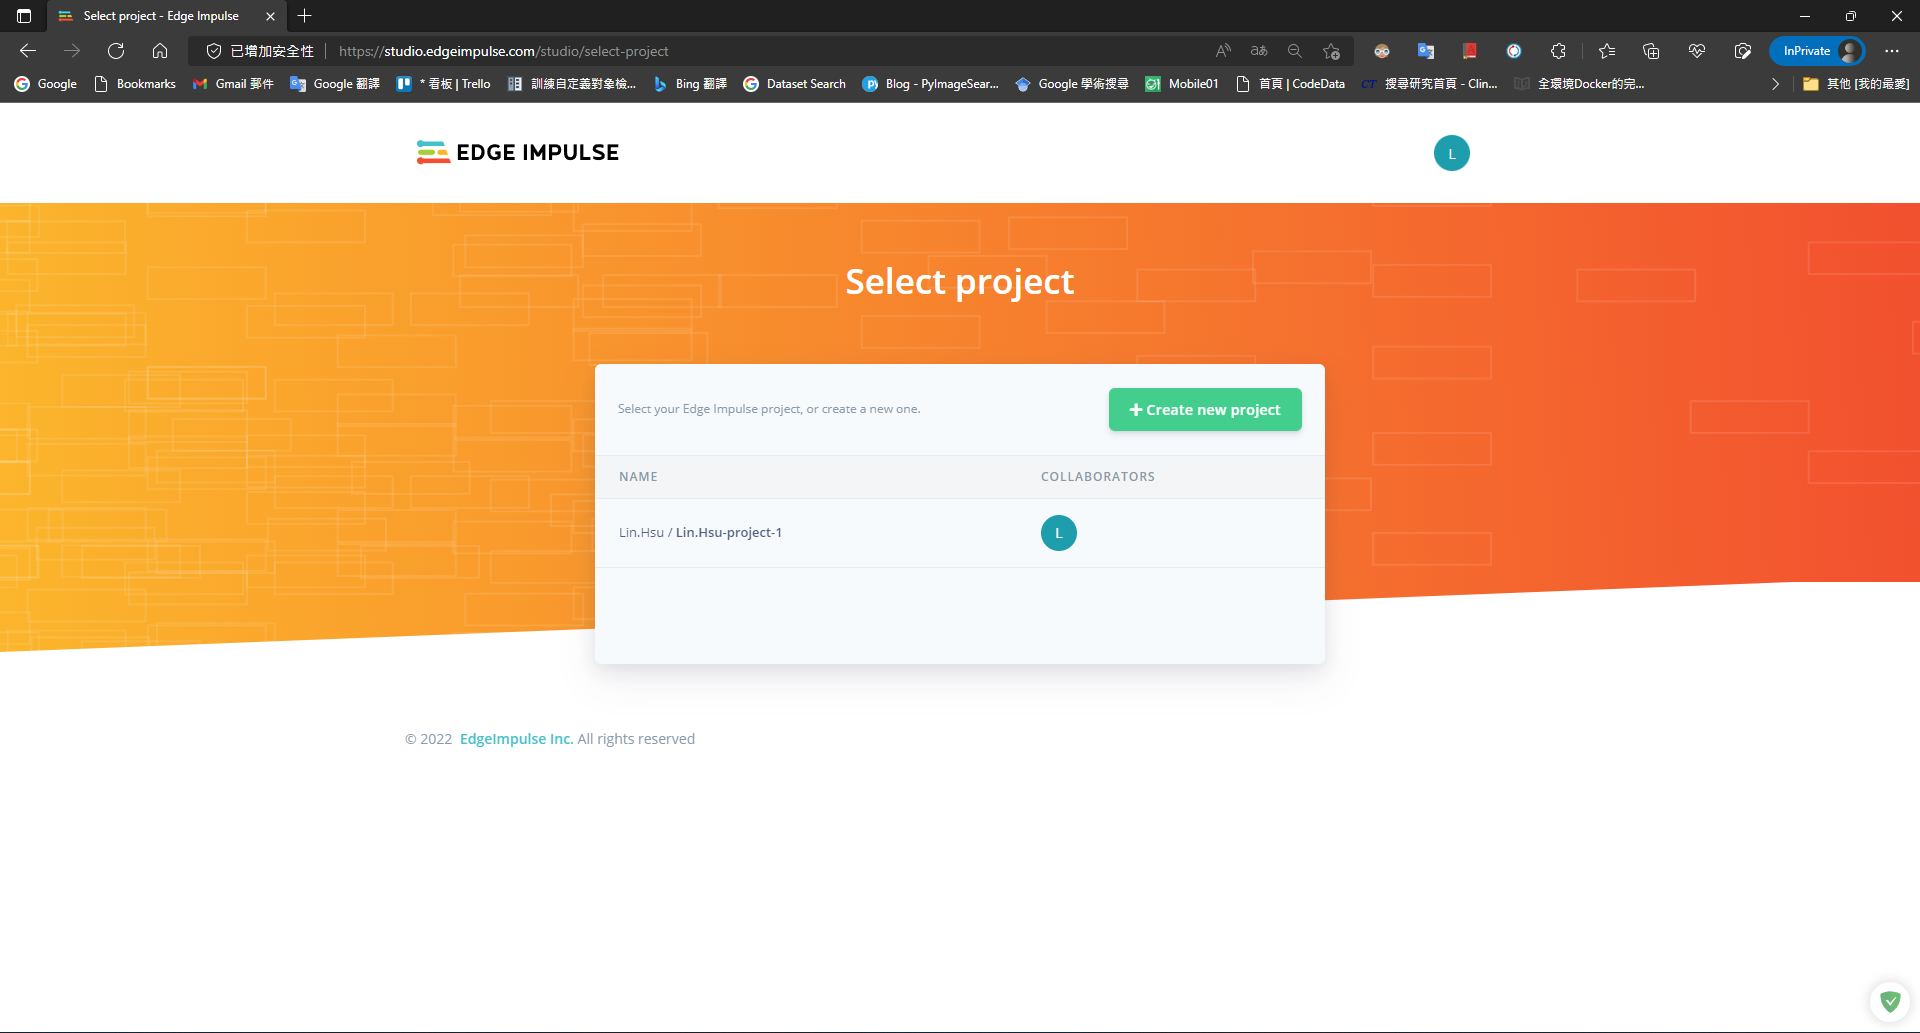 Select project - Edge Impulse
已增加安全性
https://studio.edgeimpulse.com/studio/select-project
InPrivate
Google
Bookmarks
Gmail 郵件
Google 翻譯
* 看板 | Trello
訓練自定義對象檢...
Bing 翻譯
Dataset Search
Blog - PyImageSear...
Google 學術搜尋
Mobile01
首頁 | CodeData
搜尋研究首頁 - Clin...
全環境Docker的完...
其他 [我的最愛]
EDGE IMPULSE
L
Select project
Select your Edge Impulse project, or create a new one.
Create new project
NAME
COLLABORATORS
Lin.Hsu / Lin.Hsu-project-1
L
© 2022 EdgeImpulse Inc. All rights reserved